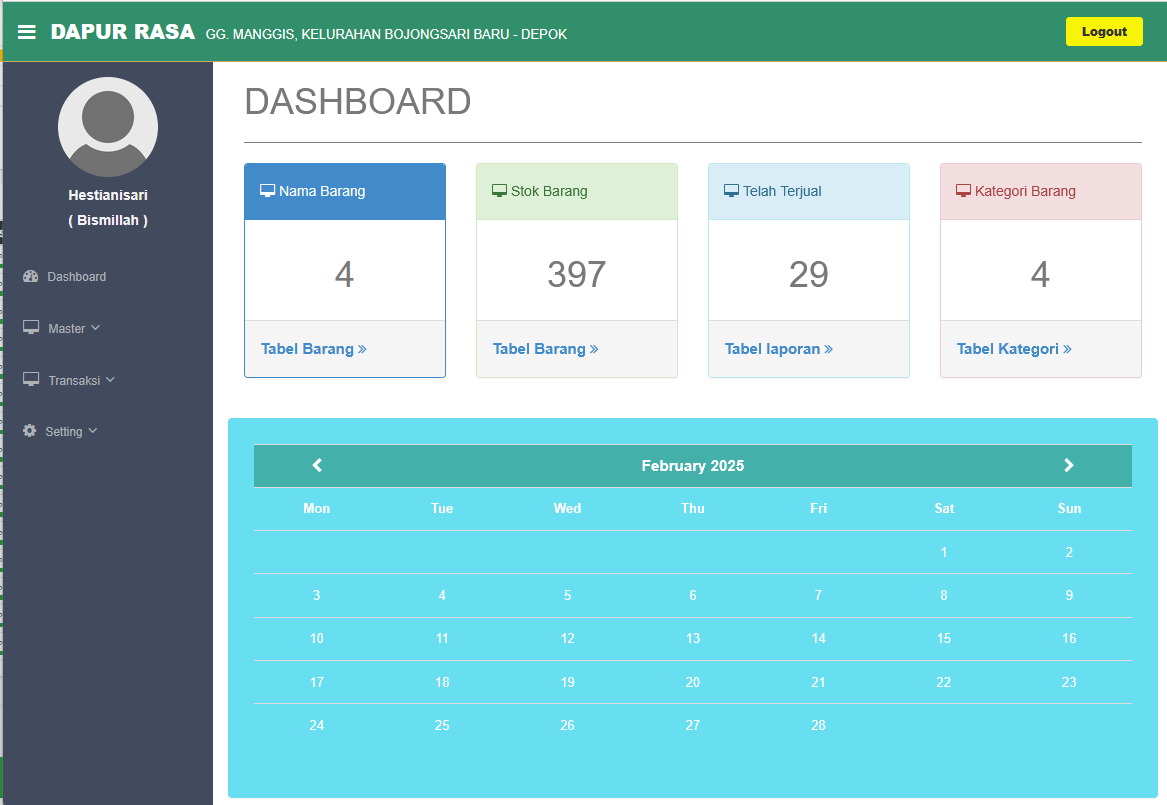 DAPUR RASA GG. MANGGIS, KELURAHAN BOJONGSARI BARU - DEPOK
Logout
Hestianisari
( Bismillah )
Dashboard
Master
Transaksi
Setting
DASHBOARD
Nama Barang
4
Tabel Barang »
Stok Barang
397
Tabel Barang »
Telah Terjual
29
Tabel laporan »
Kategori Barang
4
Tabel Kategori »
February 2025
Mon Tue Wed Thu Fri Sat Sun
1 2
3 4 5 6 7 8 9
10 11 12 13 14 15 16
17 18 19 20 21 22 23
24 25 26 27 28